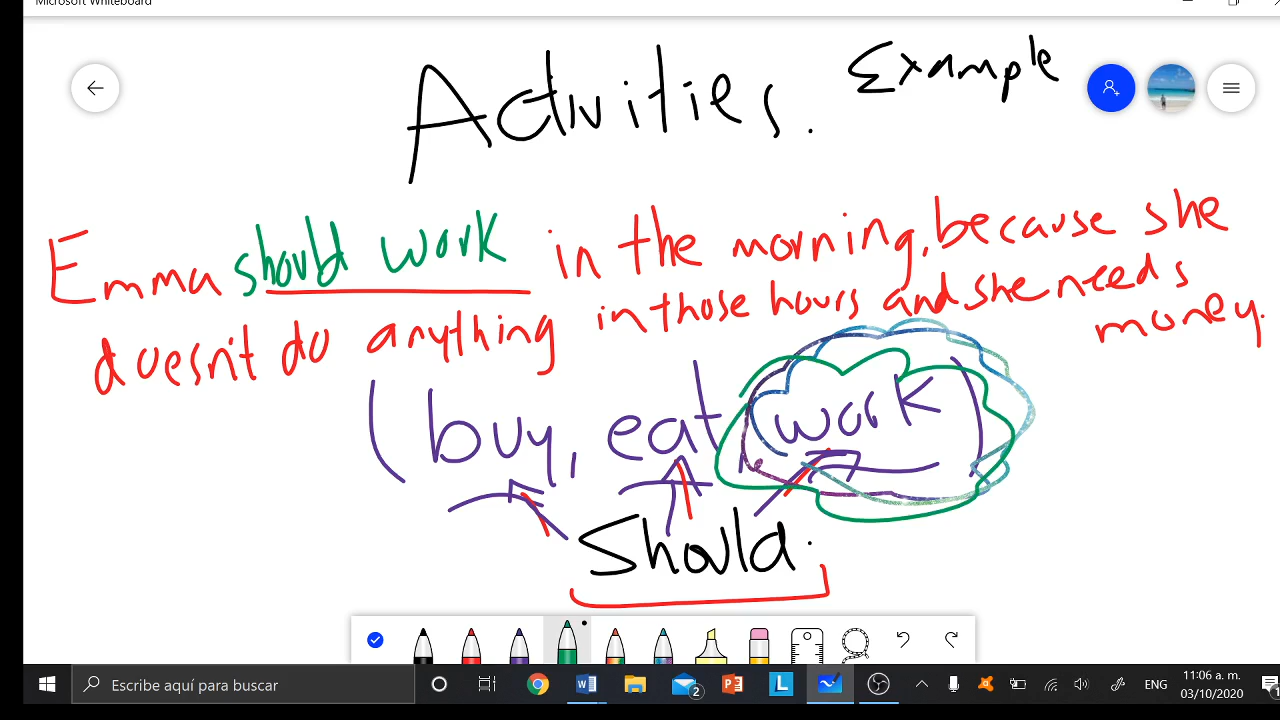 Microsoft Whiteboard
Activities. Example
Emma should work in the morning, because she
doesn't do anything in those hours and she needs
money.
(buy, eat, work)
should.
Escribe aquí para buscar
2
ENG
11:06 a. m.
03/10/2020